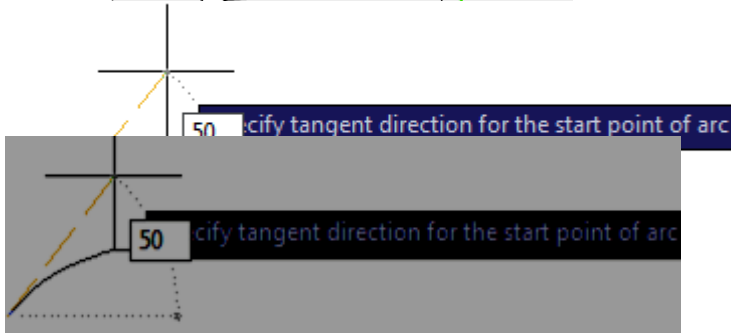 50 ecify tangent direction for the start point of arc
50 cify tangent direction for the start point of arc